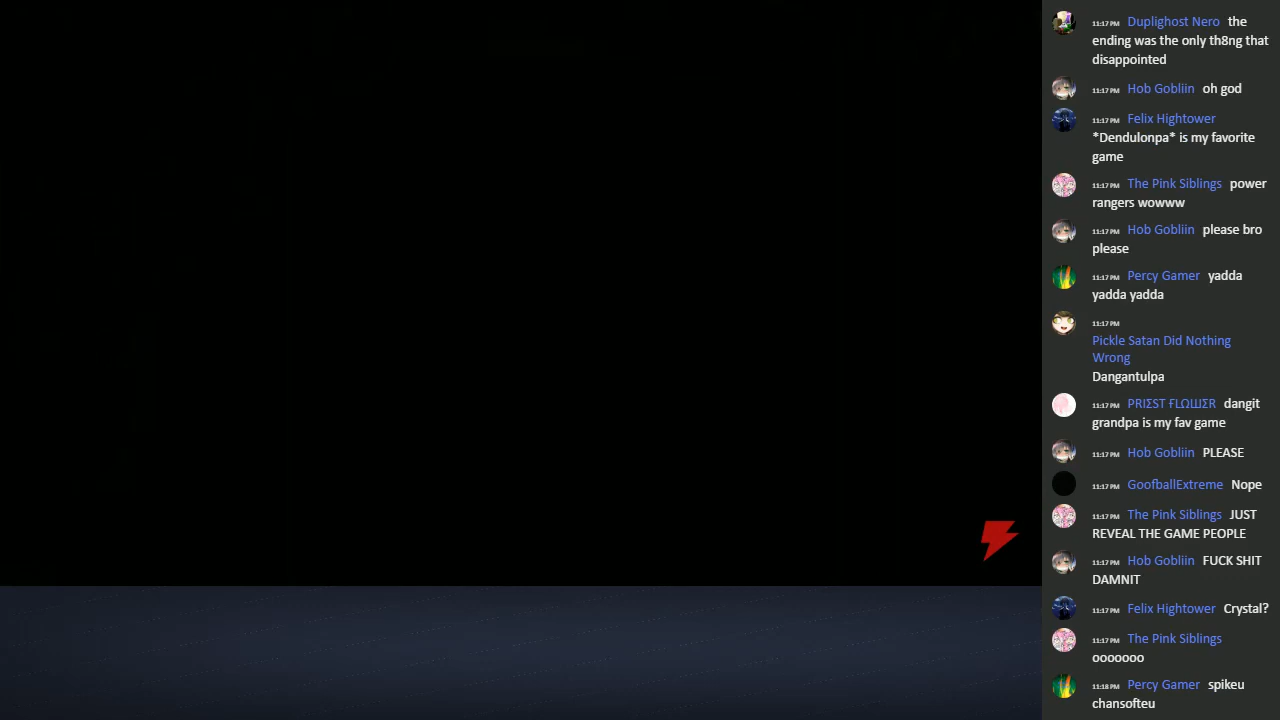 11:17 PM Duplighost Nero the
ending was the only th8ng that
disappointed
11:17 PM Hob Gobliin oh god
11:17 PM Felix Hightower
*Dendulonpa* is my favorite
game
11:17 PM The Pink Siblings power
rangers wowww
11:17 PM Hob Gobliin please bro
please
11:17 PM Percy Gamer yadda
yadda yadda
11:17 PM
Pickle Satan Did Nothing
Wrong
Dangantulpa
11:17 PM PRIΣST ҒLΩШΣR dangit
grandpa is my fav game
11:17 PM Hob Gobliin PLEASE
11:17 PM GoofballExtreme Nope
11:17 PM The Pink Siblings JUST
REVEAL THE GAME PEOPLE
11:17 PM Hob Gobliin FUCK SHIT
DAMNIT
11:17 PM Felix Hightower Crystal?
11:17 PM The Pink Siblings
ooooooo
11:18 PM Percy Gamer spikeu
chansofteu